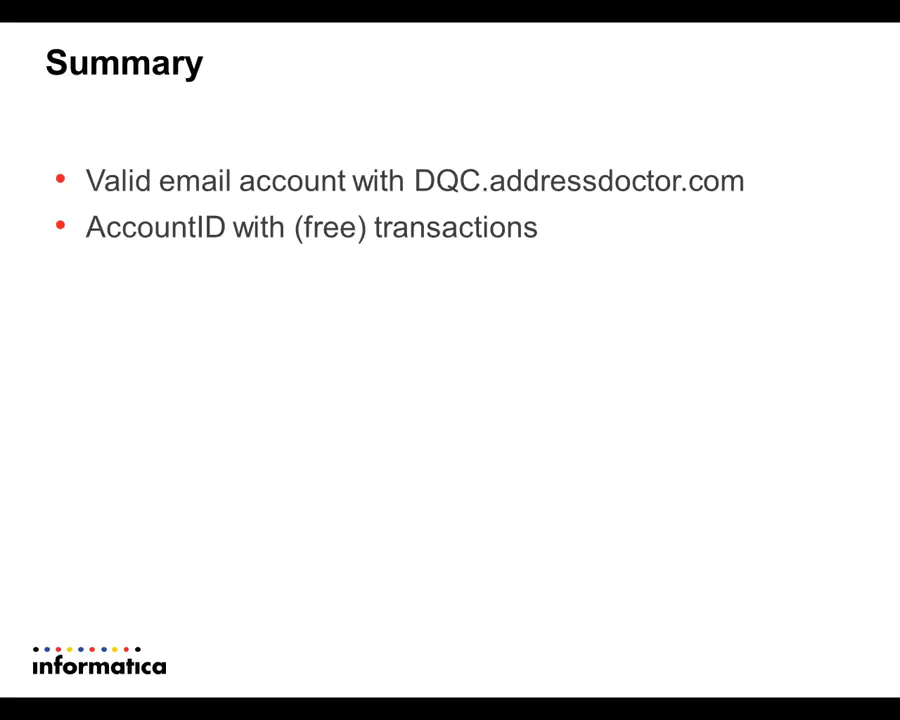 Summary
• Valid email account with DQC.addressdoctor.com
• AccountID with (free) transactions
informatica